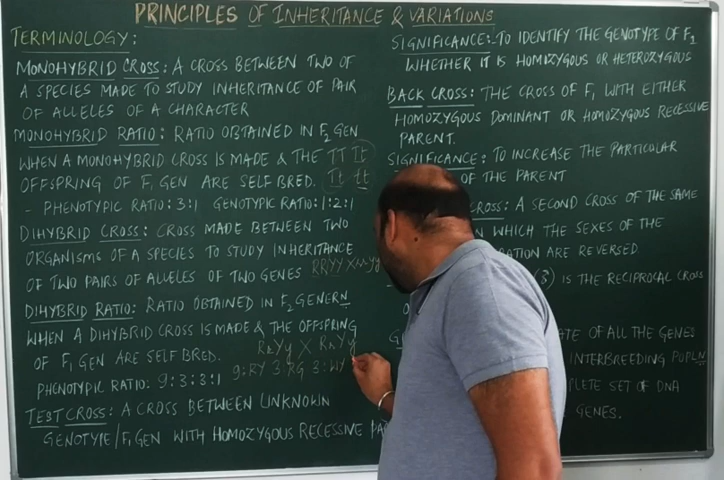 PRINCIPLES OF INHERITANCE & VARIATIONS
TERMINOLOGY:
MONOHYBRID CROSS: A CROSS BETWEEN TWO OF
A SPECIES MADE TO STUDY INHERITANCE OF PAIR
OF ALLELES OF A CHARACTER
MONOHYBRID RATIO: RATIO OBTAINED IN F2 GEN
WHEN A MONOHYBRID CROSS IS MADE & THE TT Tt
OFFSPRING OF F1 GEN ARE SELF BRED. Tt tt
- PHENOTYPIC RATIO: 3:1 GENOTYPIC RATIO: 1:2:1
DIHYBRID CROSS: CROSS MADE BETWEEN TWO
ORGANISMS OF A SPECIES TO STUDY INHERITANCE
OF TWO PAIRS OF ALLELES OF TWO GENES RRYY X rryy
DIHYBRID RATIO: RATIO OBTAINED IN F2 GENERN
WHEN A DIHYBRID CROSS IS MADE & THE OFFSPRING
OF F1 GEN ARE SELF BRED. RrYy X RrYy
PHENOTYPIC RATIO: 9:3:3:1 9:RY 3:RG 3:WY
TEST CROSS: A CROSS BETWEEN UNKNOWN
GENOTYPE/F1 GEN WITH HOMOZYGOUS RECESSIVE PA
SIGNIFICANCE:- TO IDENTIFY THE GENOTYPE OF F1
WHETHER IT IS HOMOZYGOUS OR HETEROZYGOUS
BACK CROSS: THE CROSS OF F1 WITH EITHER
HOMOZYGOUS DOMINANT OR HOMOZYGOUS RECESSIVE
PARENT.
SIGNIFICANCE: TO INCREASE THE PARTICULAR
OF THE PARENT
CROSS: A SECOND CROSS OF THE SAME
N WHICH THE SEXES OF THE
RATION ARE REVERSED
IS THE RECIPROCAL CROSS
ATE OF ALL THE GENES
INTERBREEDING POPLN
PLETE SET OF DNA
GENES.